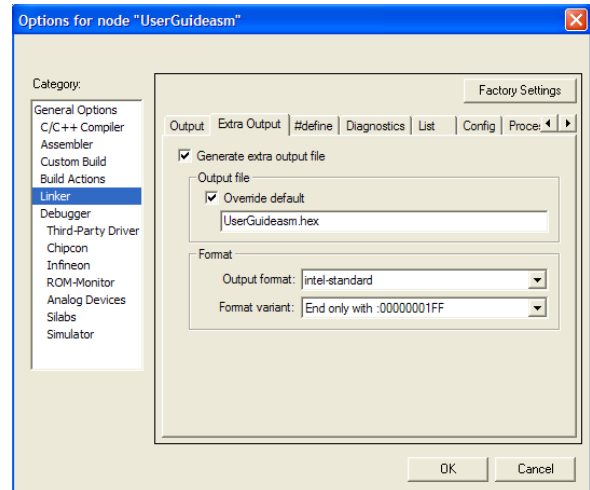 Options for node "UserGuideasm"
Category:
Factory Settings
General Options
C/C++ Compiler
Assembler
Custom Build
Build Actions
Linker
Debugger
Third-Party Driver
Chipcon
Infineon
ROM-Monitor
Analog Devices
Silabs
Simulator
Output Extra Output #define Diagnostics List Config Proce
Generate extra output file
Output file
Override default
UserGuideasm.hex
Format
Output format: intel-standard
Format variant: End only with :00000001FF
OK Cancel